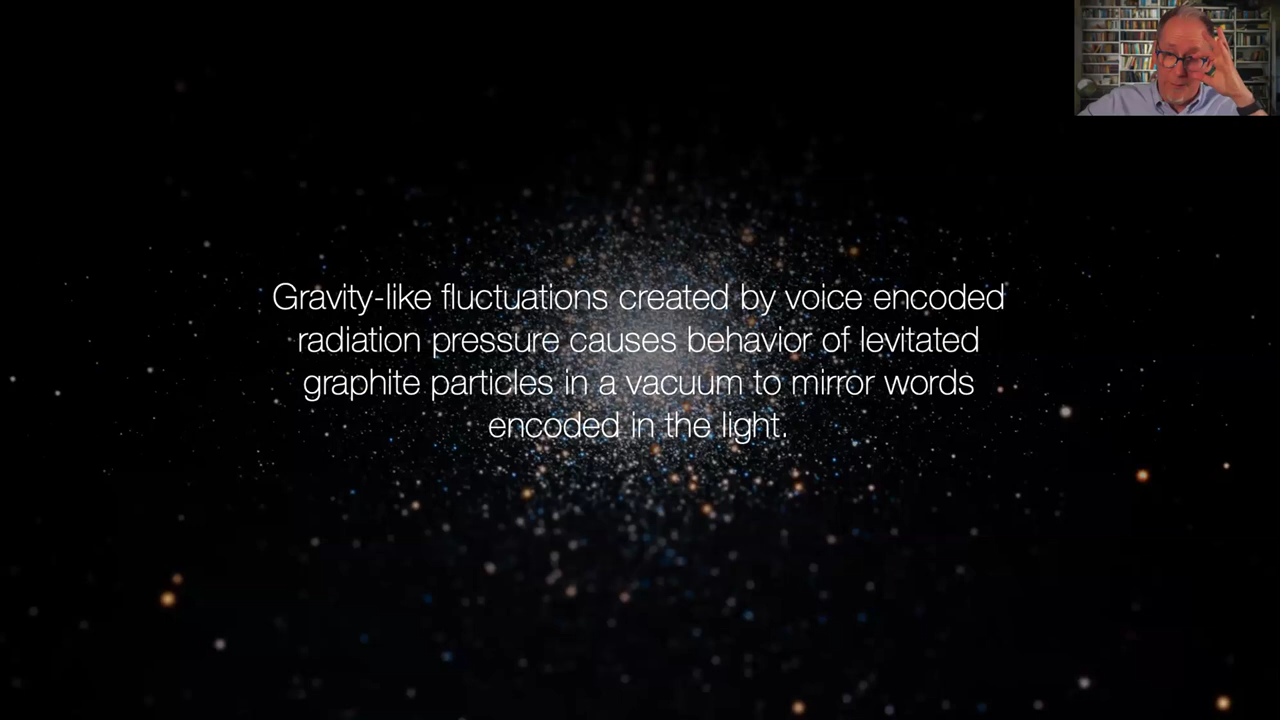 Gravity-like fluctuations created by voice encoded
radiation pressure causes behavior of levitated
graphite particles in a vacuum to mirror words
encoded in the light.